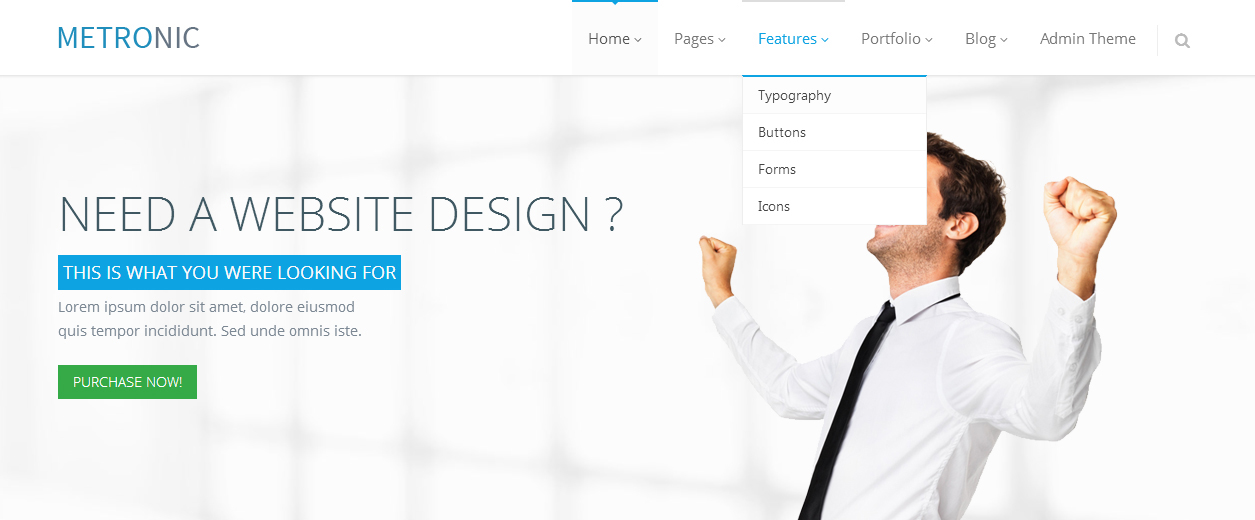 METRONIC
Home Pages Features Portfolio Blog Admin Theme
Typography
Buttons
Forms
Icons
NEED A WEBSITE DESIGN ?
THIS IS WHAT YOU WERE LOOKING FOR
Lorem ipsum dolor sit amet, dolore eiusmod
quis tempor incididunt. Sed unde omnis iste.
PURCHASE NOW!